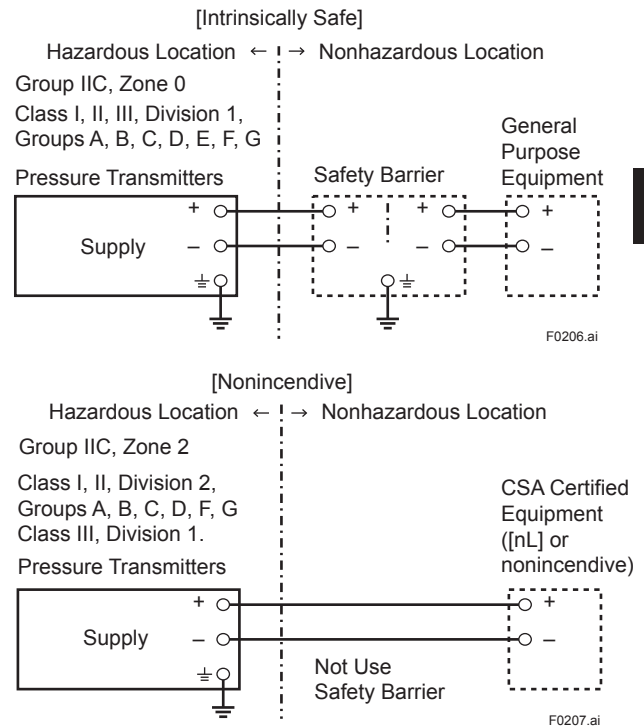 [Intrinsically Safe]
Hazardous Location ← → Nonhazardous Location
Group IIC, Zone 0
Class I, II, III, Division 1,
Groups A, B, C, D, E, F, G
General
Purpose
Equipment
Pressure Transmitters
Safety Barrier
+ + + +
Supply – – – –
F0206.ai
[Nonincendive]
Hazardous Location ← → Nonhazardous Location
Group IIC, Zone 2
Class I, II, Division 2,
Groups A, B, C, D, F, G
Class III, Division 1.
CSA Certified
Equipment
([nL] or
nonincendive)
Pressure Transmitters
+ +
Supply – –
Not Use
Safety Barrier
F0207.ai